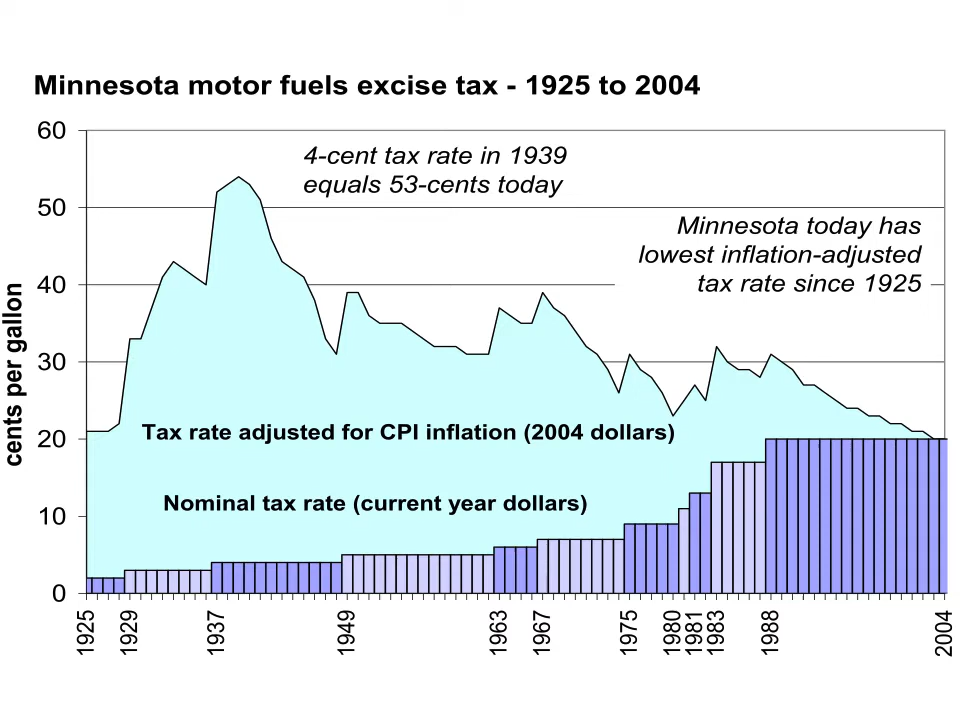 Minnesota motor fuels excise tax - 1925 to 2004
60
50
40
30
20
10
0
cents per gallon
4-cent tax rate in 1939
equals 53-cents today
Minnesota today has
lowest inflation-adjusted
tax rate since 1925
Tax rate adjusted for CPI inflation (2004 dollars)
Nominal tax rate (current year dollars)
1925
1929
1937
1949
1963
1967
1975
1980
1981
1983
1988
2004